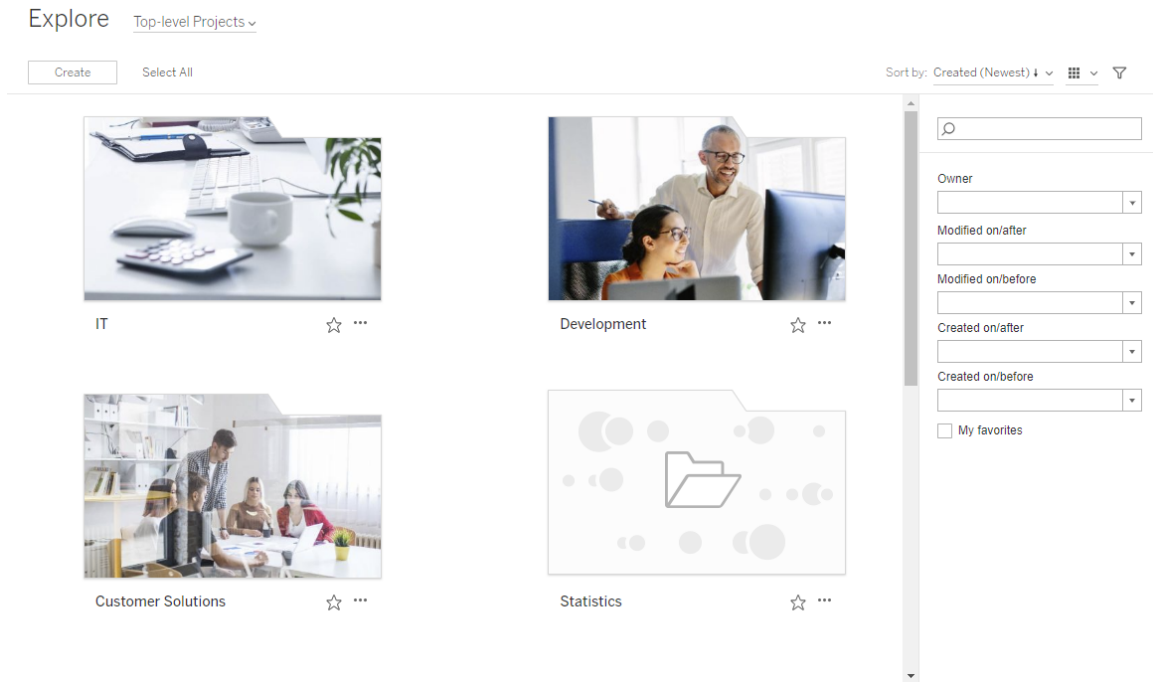 Explore Top-level Projects
Create Select All Sort by: Created (Newest)
Owner
Modified on/after
Modified on/before
Created on/after
Created on/before
My favorites
IT
Development
Customer Solutions
Statistics